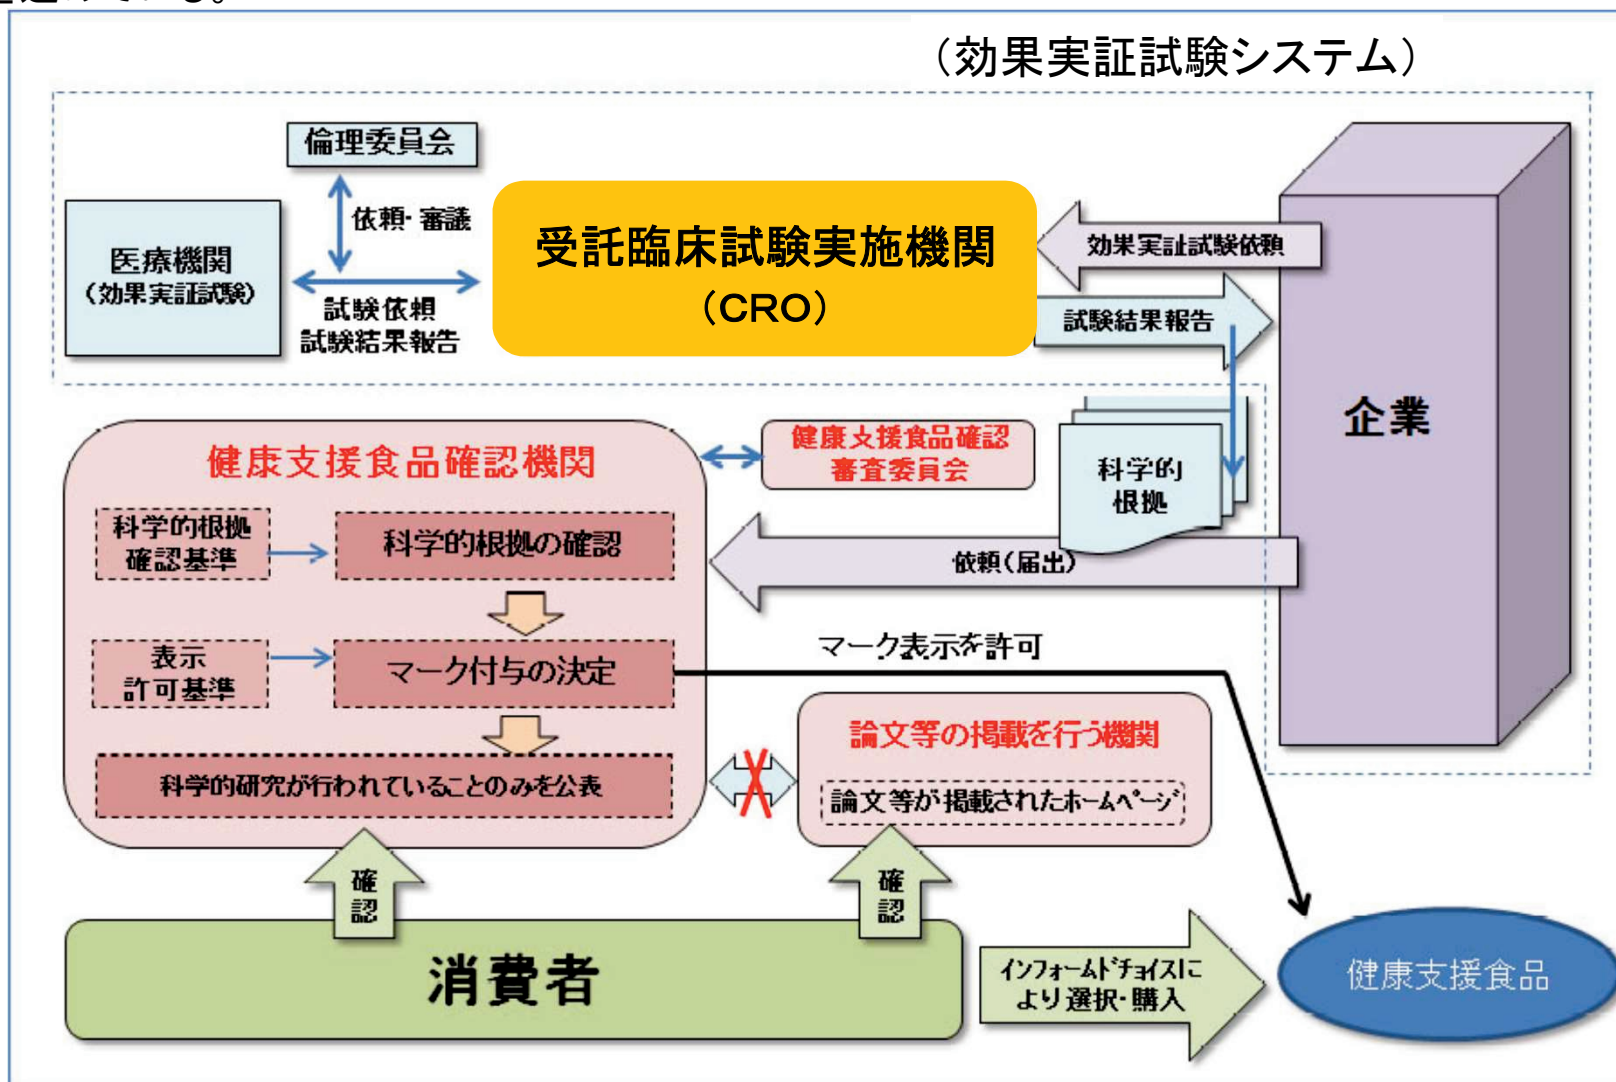 (効果実証試験システム)
倫理委員会
依頼・審議
医療機関
(効果実証試験)
試験依頼
試験結果報告
受託臨床試験実施機関
(CRO)
効果実証試験依頼
試験結果報告
企業
健康支援食品確認機関
健康支援食品確認
審査委員会
科学的
根拠
科学的根拠
確認基準
科学的根拠の確認
依頼(届出)
表示
許可基準
マーク付与の決定
マーク表示を許可
科学的研究が行われていることのみを公表
論文等の掲載を行う機関
論文等が掲載されたホームページ
確認
確認
消費者
インフォームドチョイスに
より選択・購入
健康支援食品